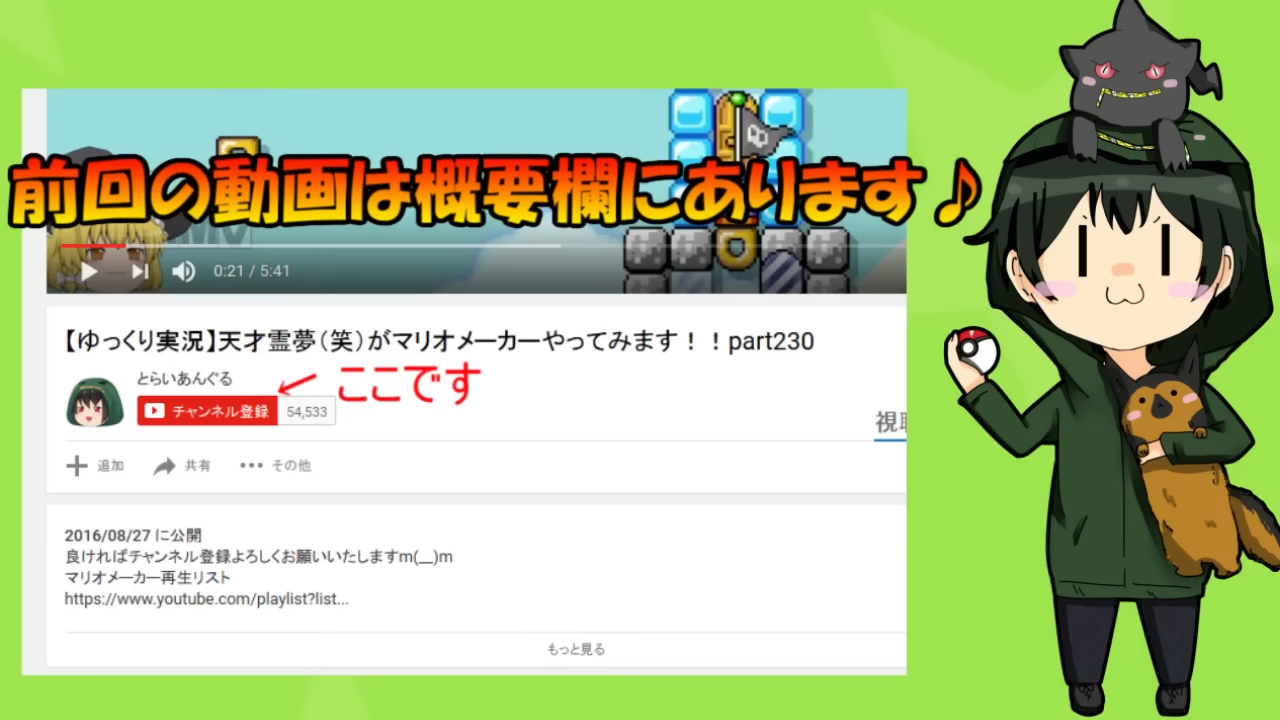 前回の動画は概要欄にあります♪
0:21 / 5:41
【ゆっくり実況】天才霊夢（笑）がマリオメーカーやってみます！！part230
とらいあんぐる
チャンネル登録 54,533
ここです
視聴
追加 共有 その他
2016/08/27 に公開
良ければチャンネル登録よろしくお願いいたしますm(__)m
マリオメーカー再生リスト
https://www.youtube.com/playlist?list...
もっと見る